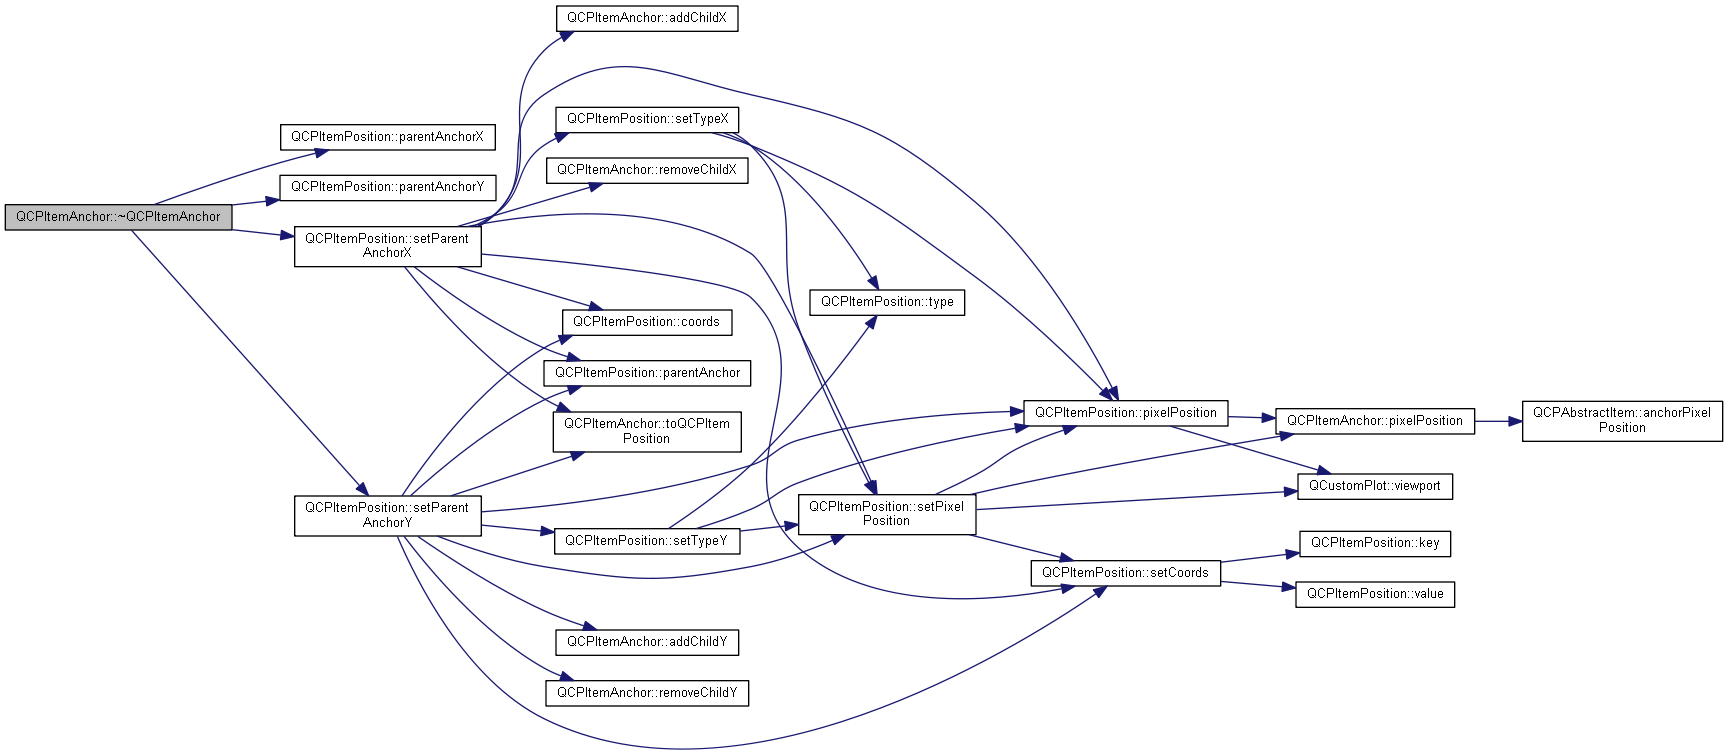 QCPItemAnchor::~QCPItemAnchor
QCPItemPosition::parentAnchorX
QCPItemPosition::parentAnchorY
QCPItemPosition::setParent
AnchorX
QCPItemPosition::setParent
AnchorY
QCPItemAnchor::addChildX
QCPItemPosition::setTypeX
QCPItemAnchor::removeChildX
QCPItemPosition::coords
QCPItemPosition::parentAnchor
QCPItemAnchor::toQCPItem
Position
QCPItemPosition::setTypeY
QCPItemAnchor::addChildY
QCPItemAnchor::removeChildY
QCPItemPosition::type
QCPItemPosition::setPixel
Position
QCPItemPosition::pixelPosition
QCPItemPosition::setCoords
QCPItemAnchor::pixelPosition
QCustomPlot::viewport
QCPItemPosition::key
QCPItemPosition::value
QCPAbstractItem::anchorPixel
Position